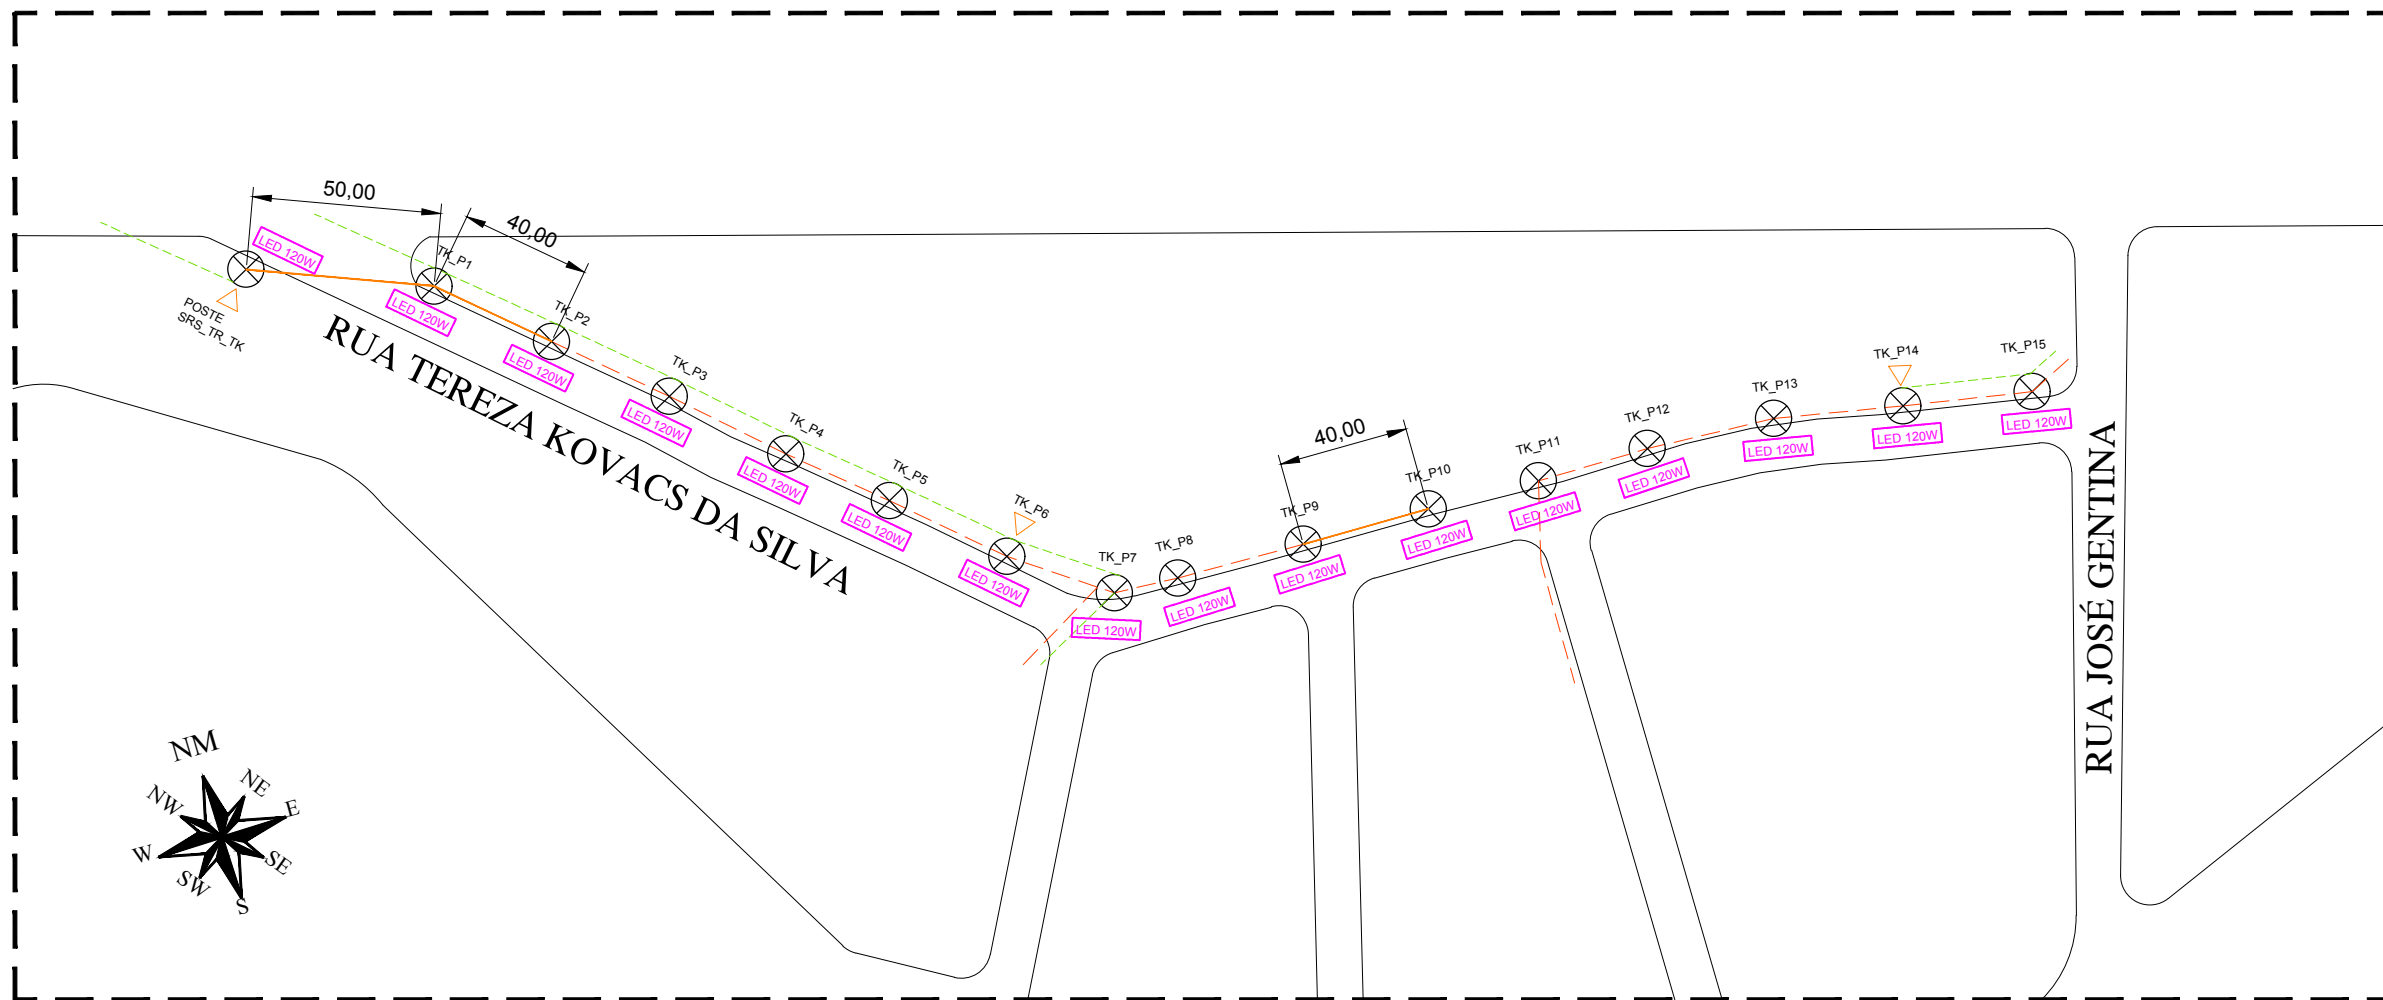 50,00
40,00
LED 120W
TK_P1
LED 120W
POSTE
SRS_TR_TK
TK_P2
LED 120W
RUA TEREZA KOVACS DA SILVA
TK_P3
LED 120W
TK_P4
LED 120W
TK_P5
LED 120W
TK_P6
LED 120W
TK_P7
LED 120W
TK_P8
LED 120W
TK_P9
LED 120W
40,00
TK_P10
LED 120W
TK_P11
LED 120W
TK_P12
LED 120W
TK_P13
LED 120W
TK_P14
LED 120W
TK_P15
LED 120W
RUA JOSÉ GENTINA
NM
NE
E
SE
S
SW
W
NW